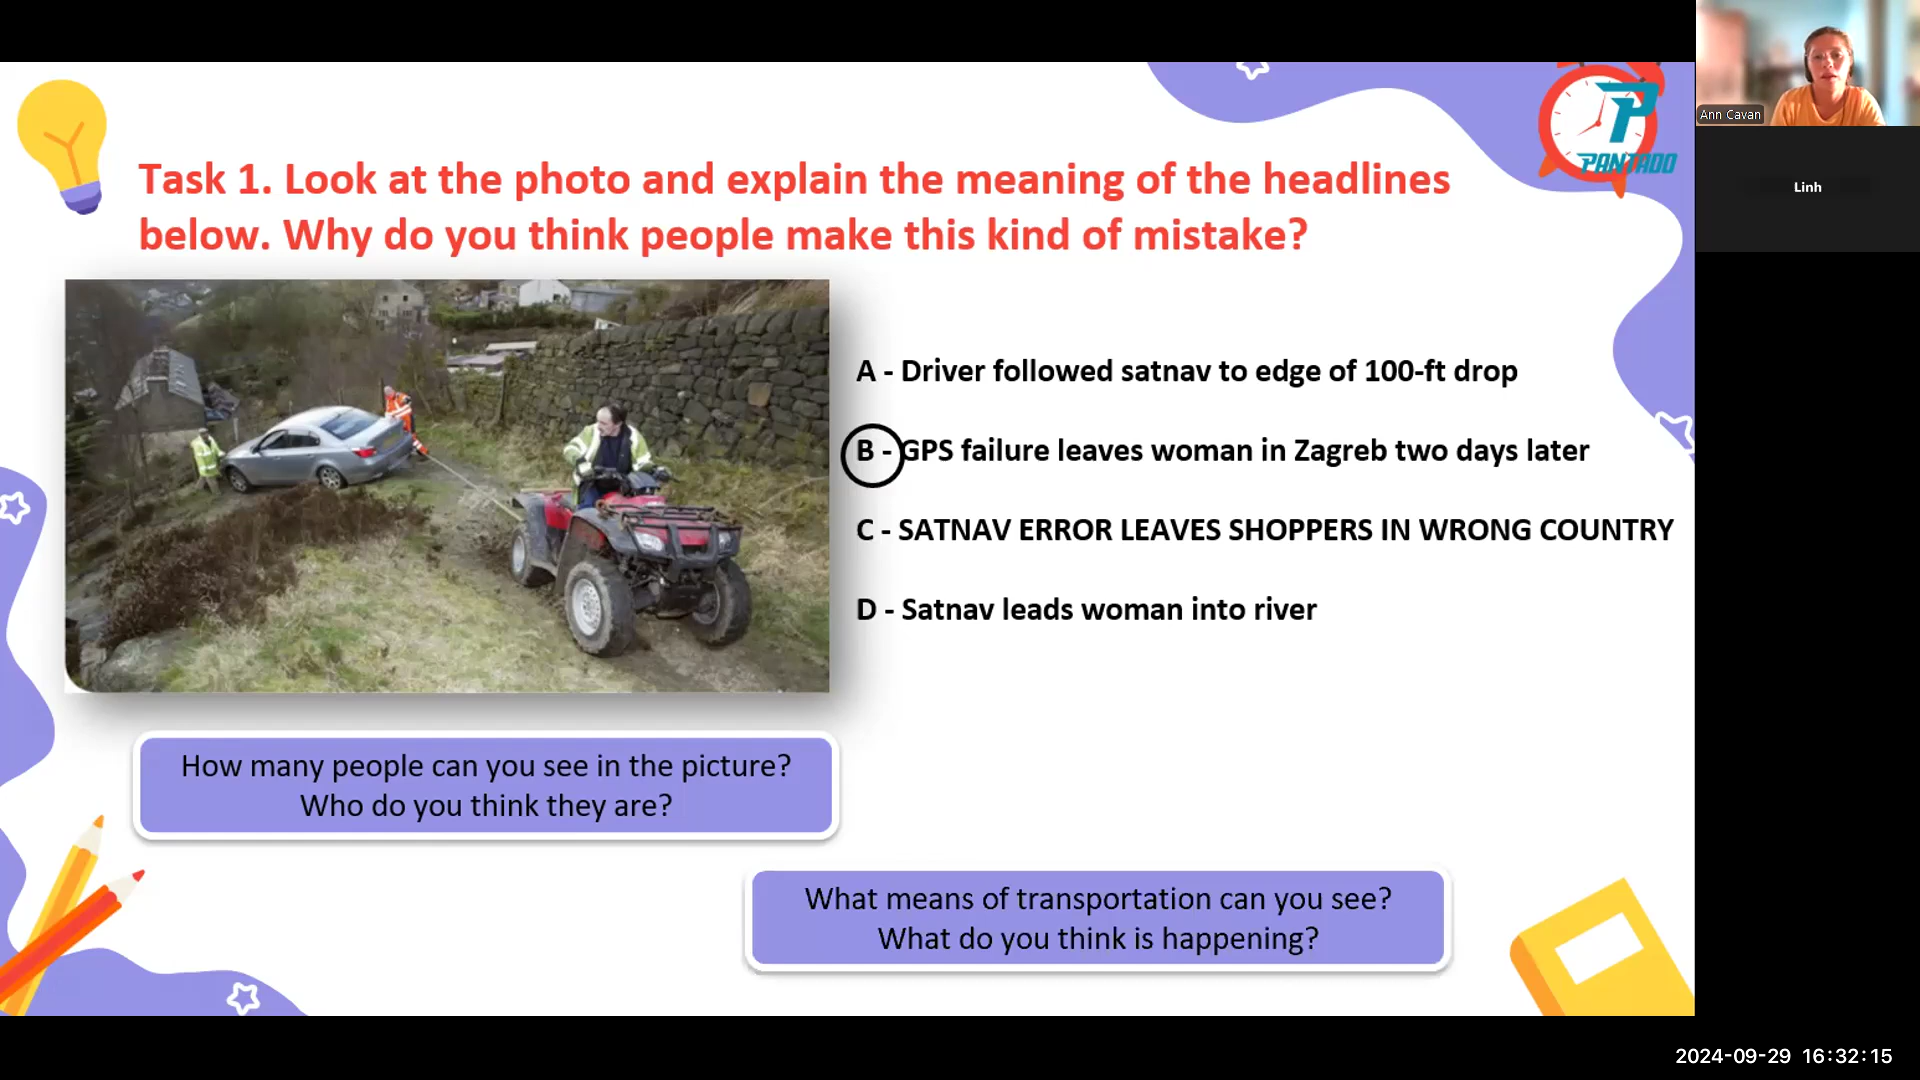 PANTADO
Ann Cavan
Linh
Task 1. Look at the photo and explain the meaning of the headlines
below. Why do you think people make this kind of mistake?
A - Driver followed satnav to edge of 100-ft drop
B - GPS failure leaves woman in Zagreb two days later
C - SATNAV ERROR LEAVES SHOPPERS IN WRONG COUNTRY
D - Satnav leads woman into river
How many people can you see in the picture?
Who do you think they are?
What means of transportation can you see?
What do you think is happening?
2024-09-29 16:32:15